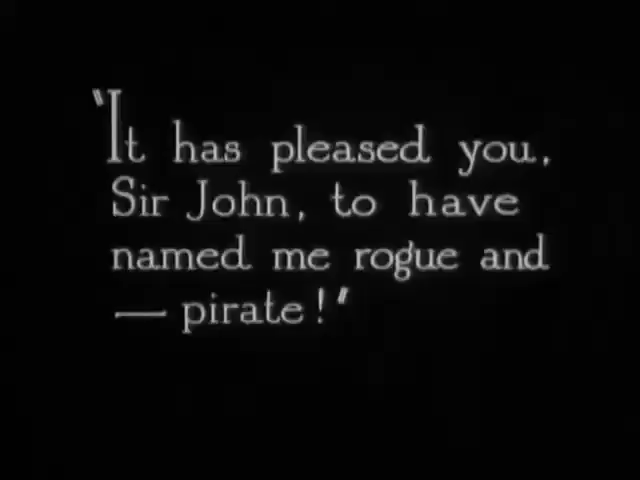 "It has pleased you,
Sir John, to have
named me rogue and
— pirate!"